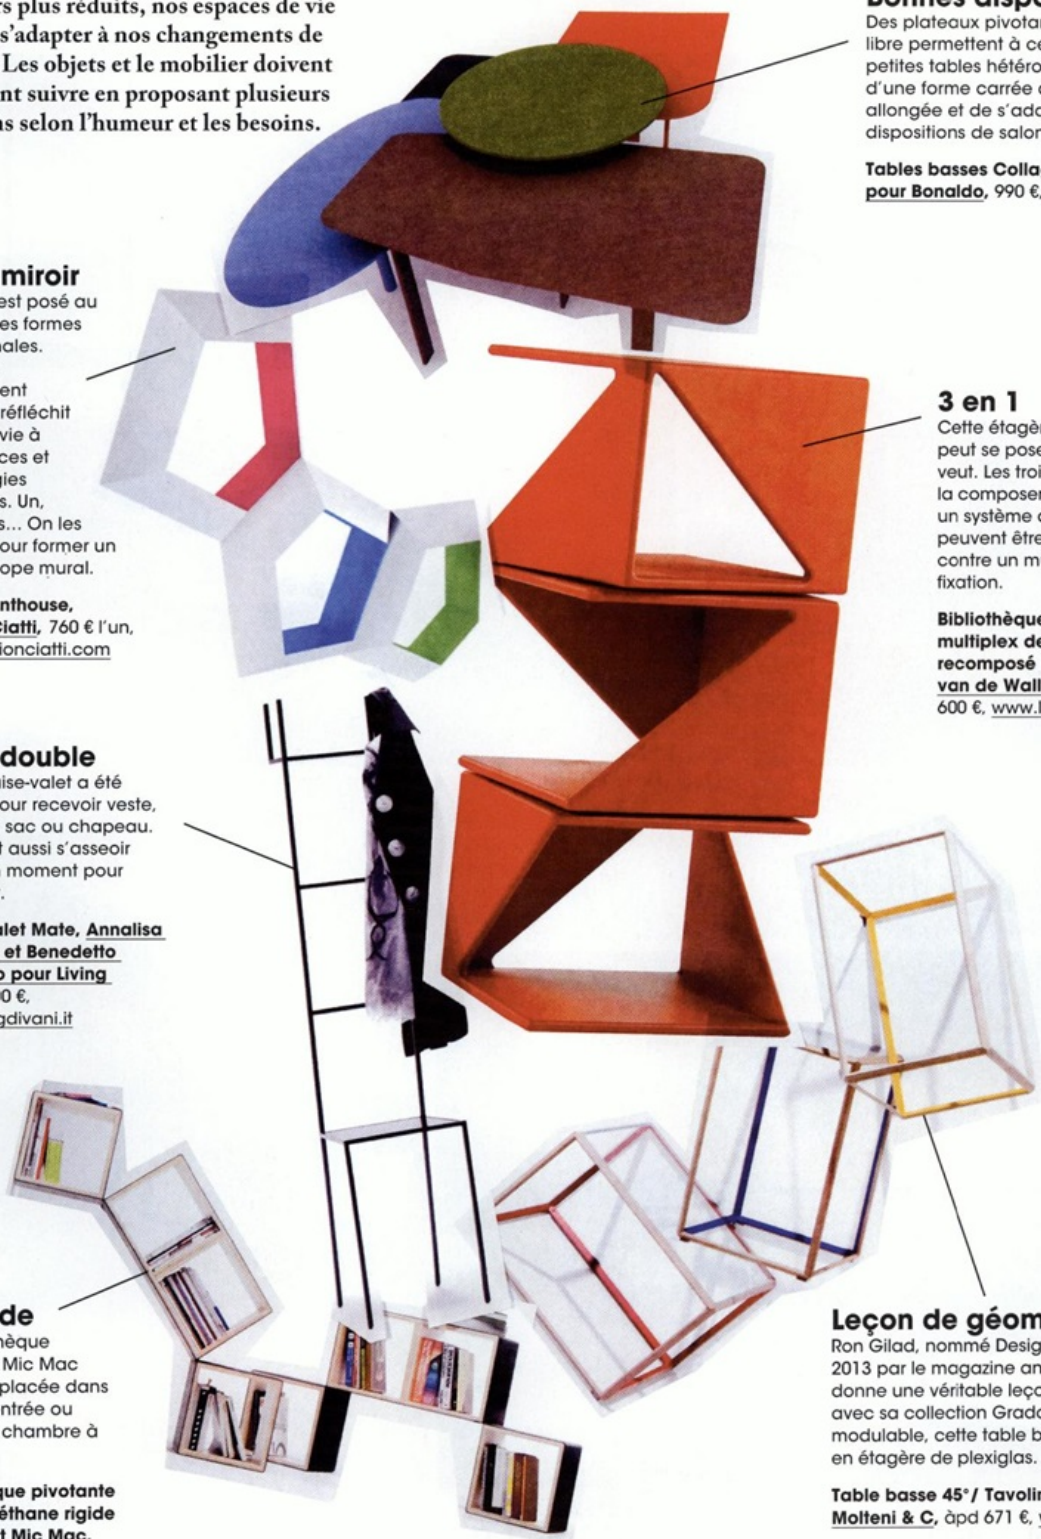 rs plus réduits, nos espaces de vie
s'adapter à nos changements de
Les objets et le mobilier doivent
nt suivre en proposant plusieurs
ns selon l'humeur et les besoins.
Bonnes dispo
Des plateaux pivota
libre permettent à ce
petites tables hétéro
d'une forme carrée
allongée et de s'ada
dispositions de salon
Tables basses Colla
pour Bonaldo, 990 €,
miroir
est posé au
es formes
nales.
ent
réfléchit
vie à
ces et
gies
s. Un,
s... On les
our former un
ope mural.
nthouse,
Ciatti, 760 € l'un,
ionciatti.com
3 en 1
Cette étagèr
peut se pose
veut. Les troi
la composer
un système
peuvent être
contre un m
fixation.
Bibliothèque
multiplex de
recomposé
van de Wall
600 €, www.l
double
ise-valet a été
our recevoir veste,
sac ou chapeau.
t aussi s'asseoir
n moment pour
r.
alet Mate, Annalisa
et Benedetto
o pour Living
0 €,
gdivani.it
de
hèque
Mic Mac
placée dans
ntrée ou
chambre à
que pivotante
éthane rigide
t Mic Mac,
Leçon de géom
Ron Gilad, nommé Desig
2013 par le magazine an
donne une véritable leço
avec sa collection Grado
modulable, cette table b
en étagère de plexiglas.
Table basse 45°/ Tavolin
Molteni & C, àpd 671 €,